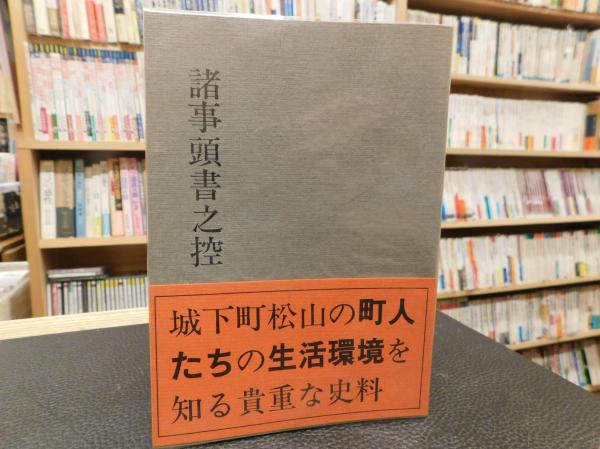 諸事頭書之控
城下町松山の町人
たちの生活環境を
知る貴重な史料